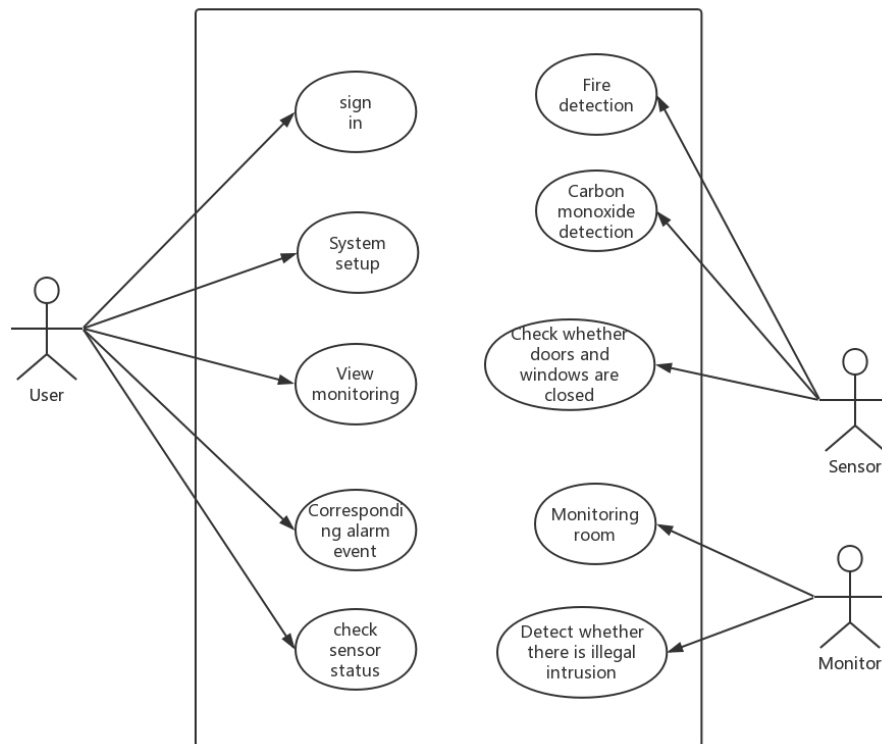 sign
in
System
setup
View
monitoring
Correspondi
ng alarm
event
check
sensor
status
User
Fire
detection
Carbon
monoxide
detection
Check whether
doors and
windows are
closed
Monitoring
room
Detect whether
there is illegal
intrusion
Sensor
Monitor